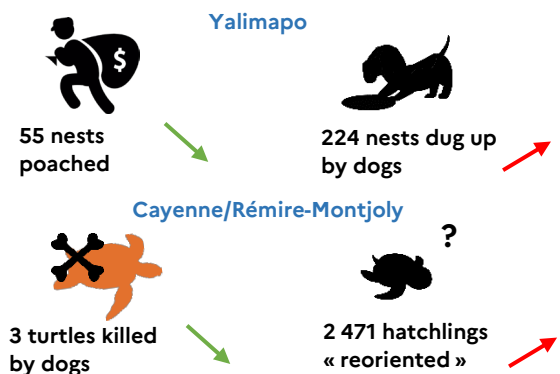 Yalimapo
$
55 nests
poached
224 nests dug up
by dogs
Cayenne/Rémire-Montjoly
?
3 turtles killed
by dogs
2 471 hatchlings
« reoriented »